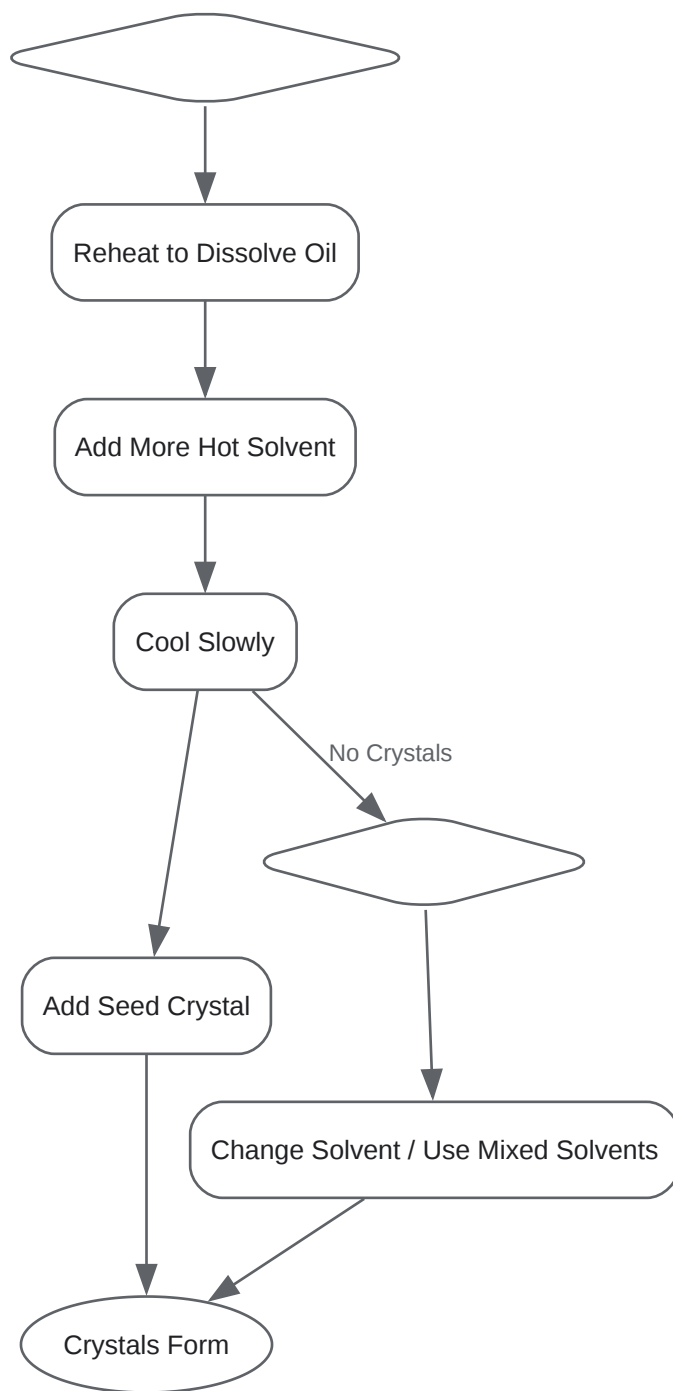 Reheat to Dissolve Oil
Add More Hot Solvent
Cool Slowly
No Crystals
Add Seed Crystal
Change Solvent / Use Mixed Solvents
Crystals Form